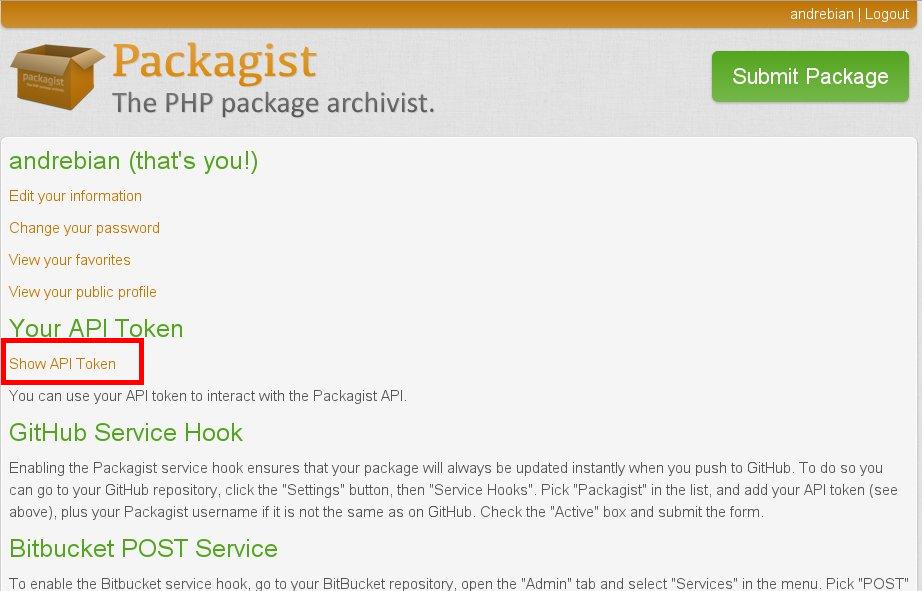 andrebian | Logout
packagist
Packagist
The PHP package archivist.
Submit Package
andrebian (that's you!)
Edit your information
Change your password
View your favorites
View your public profile
Your API Token
Show API Token
You can use your API token to interact with the Packagist API.
GitHub Service Hook
Enabling the Packagist service hook ensures that your package will always be updated instantly when you push to GitHub. To do so you
can go to your GitHub repository, click the "Settings" button, then "Service Hooks". Pick "Packagist" in the list, and add your API token (see
above), plus your Packagist username if it is not the same as on GitHub. Check the "Active" box and submit the form.
Bitbucket POST Service
To enable the Bitbucket service hook, go to your BitBucket repository, open the "Admin" tab and select "Services" in the menu. Pick "POST"